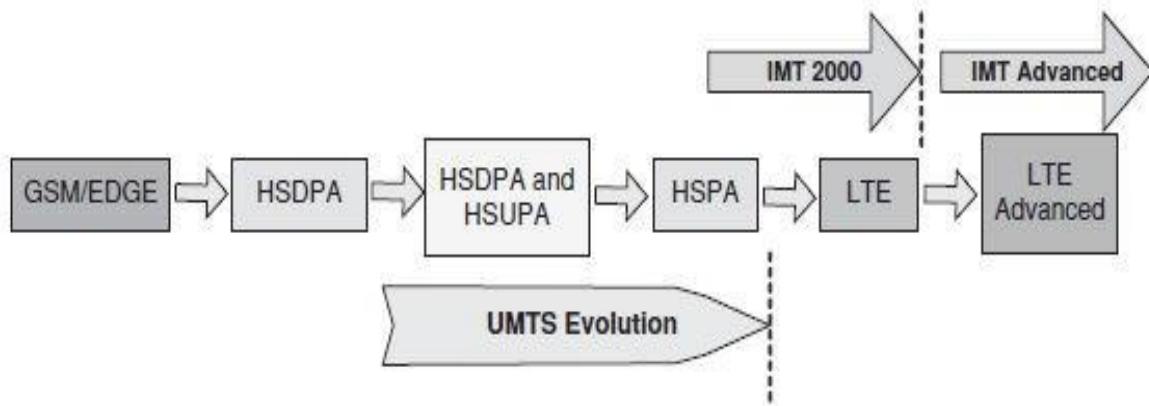 IMT 2000
IMT Advanced
GSM/EDGE
HSDPA
HSDPA and
HSUPA
HSPA
LTE
LTE
Advanced
UMTS Evolution